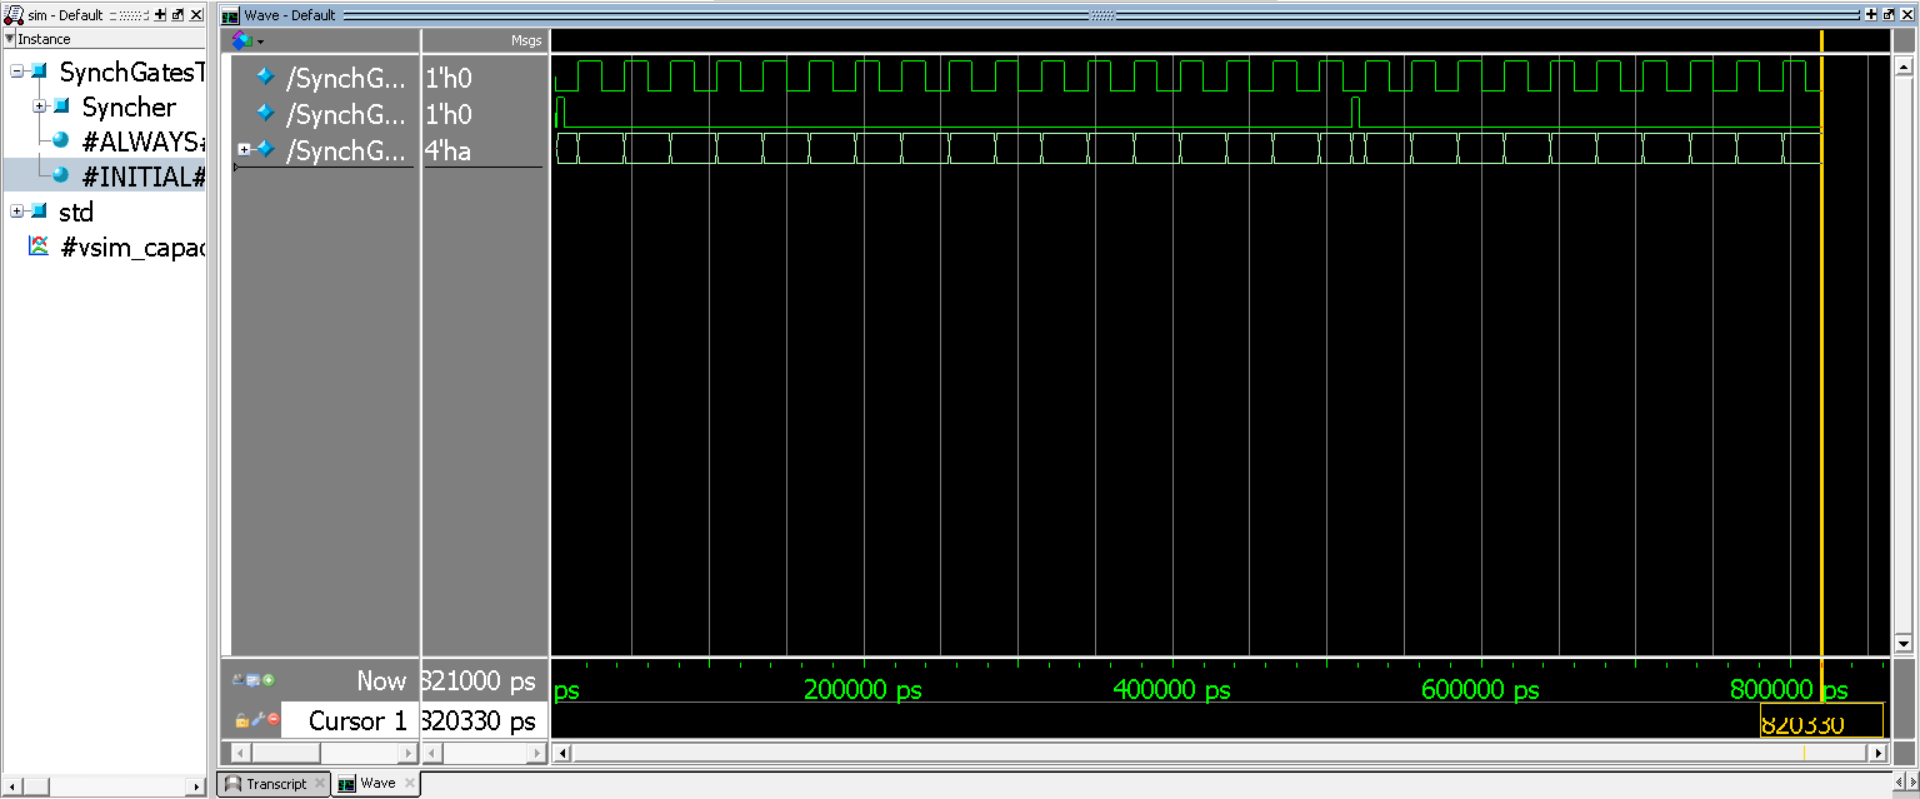 sim - Default
Wave - Default
Instance
Msgs
SynchGatesT
Syncher
#ALWAYS#
#INITIAL#
std
#vsim_capac
/SynchG... 1'h0
/SynchG... 1'h0
/SynchG... 4'ha
Now 821000 ps
ps 200000 ps 400000 ps 600000 ps 800000 ps
Cursor 1 820330 ps
820330
Transcript
Wave